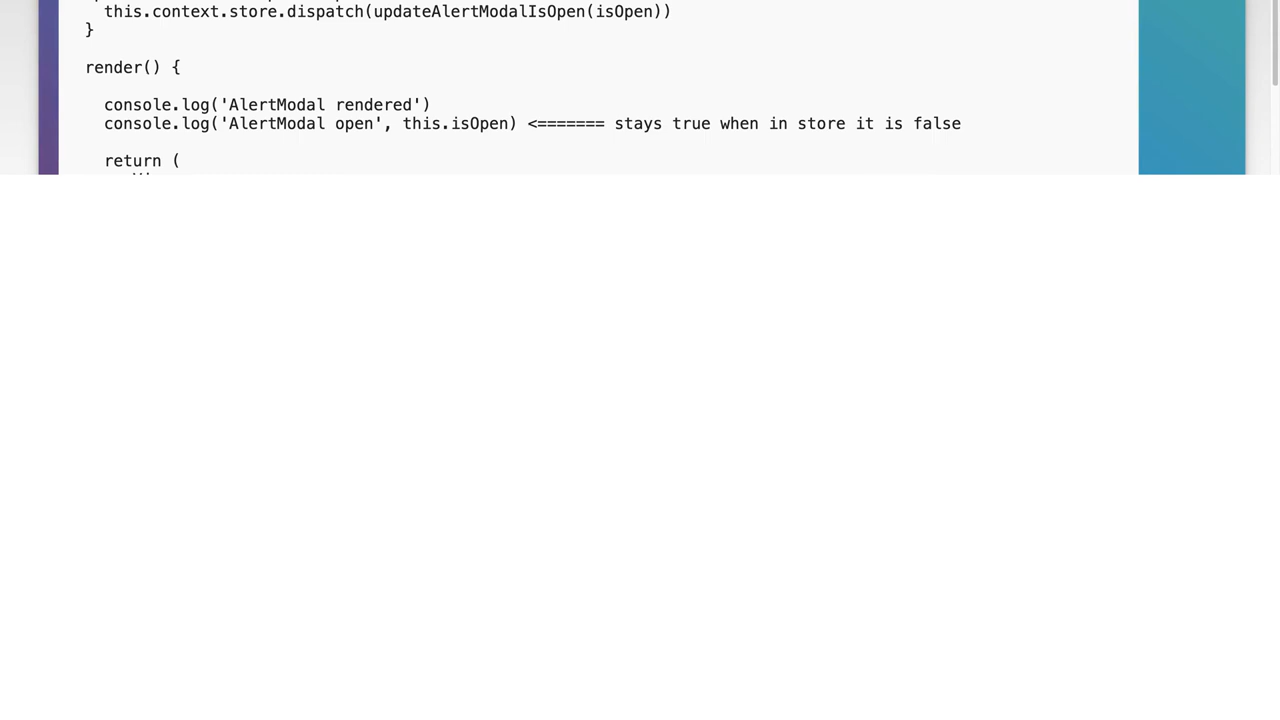 this.context.store.dispatch(updateAlertModalIsOpen(isOpen))
}
render() {
console.log('AlertModal rendered')
console.log('AlertModal open', this.isOpen) <======= stays true when in store it is false
return (